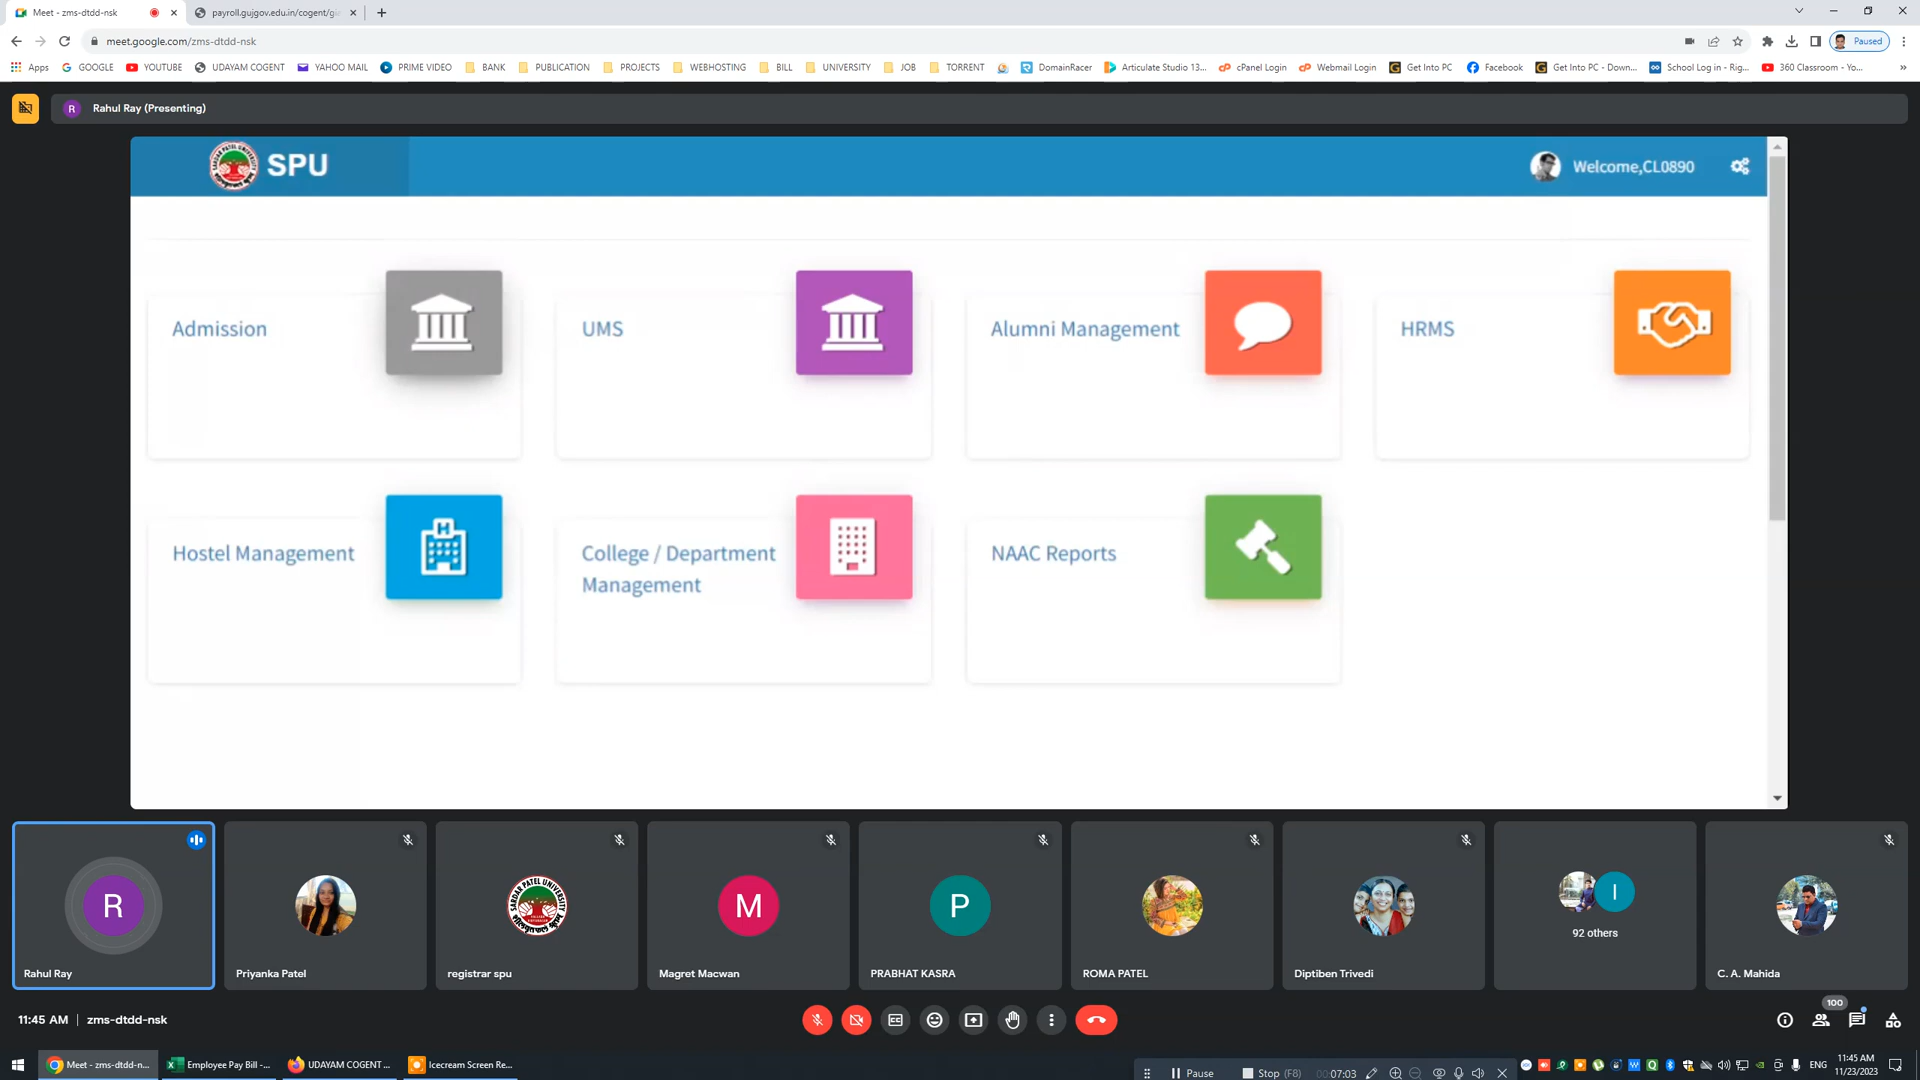 Meet - zms-dtdd-nsk
payroll.gujgov.edu.in/cogent/gi
meet.google.com/zms-dtdd-nsk
Paused
Apps GOOGLE YOUTUBE UDAYAM COGENT YAHOO MAIL PRIME VIDEO BANK PUBLICATION PROJECTS WEBHOSTING BILL UNIVERSITY JOB TORRENT DomainRacer Articulate Studio 13... cPanel Login Webmail Login Get Into PC Facebook Get Into PC - Down... School Log in - Rig... 360 Classroom - Yo...
R Rahul Ray (Presenting)
SPU
Welcome,CL0890
Admission
UMS
Alumni Management
HRMS
Hostel Management
College / Department
Management
NAAC Reports
R
M
P
I
92 others
Rahul Ray
Priyanka Patel
registrar spu
Magret Macwan
PRABHAT KASRA
ROMA PATEL
Diptiben Trivedi
C. A. Mahida
11:45 AM | zms-dtdd-nsk
100
Meet - zms-dtdd-n...
Employee Pay Bill -...
UDAYAM COGENT ...
Icecream Screen Re...
Pause
Stop (F8)
00:07:03
ENG
11:45 AM
11/23/2023